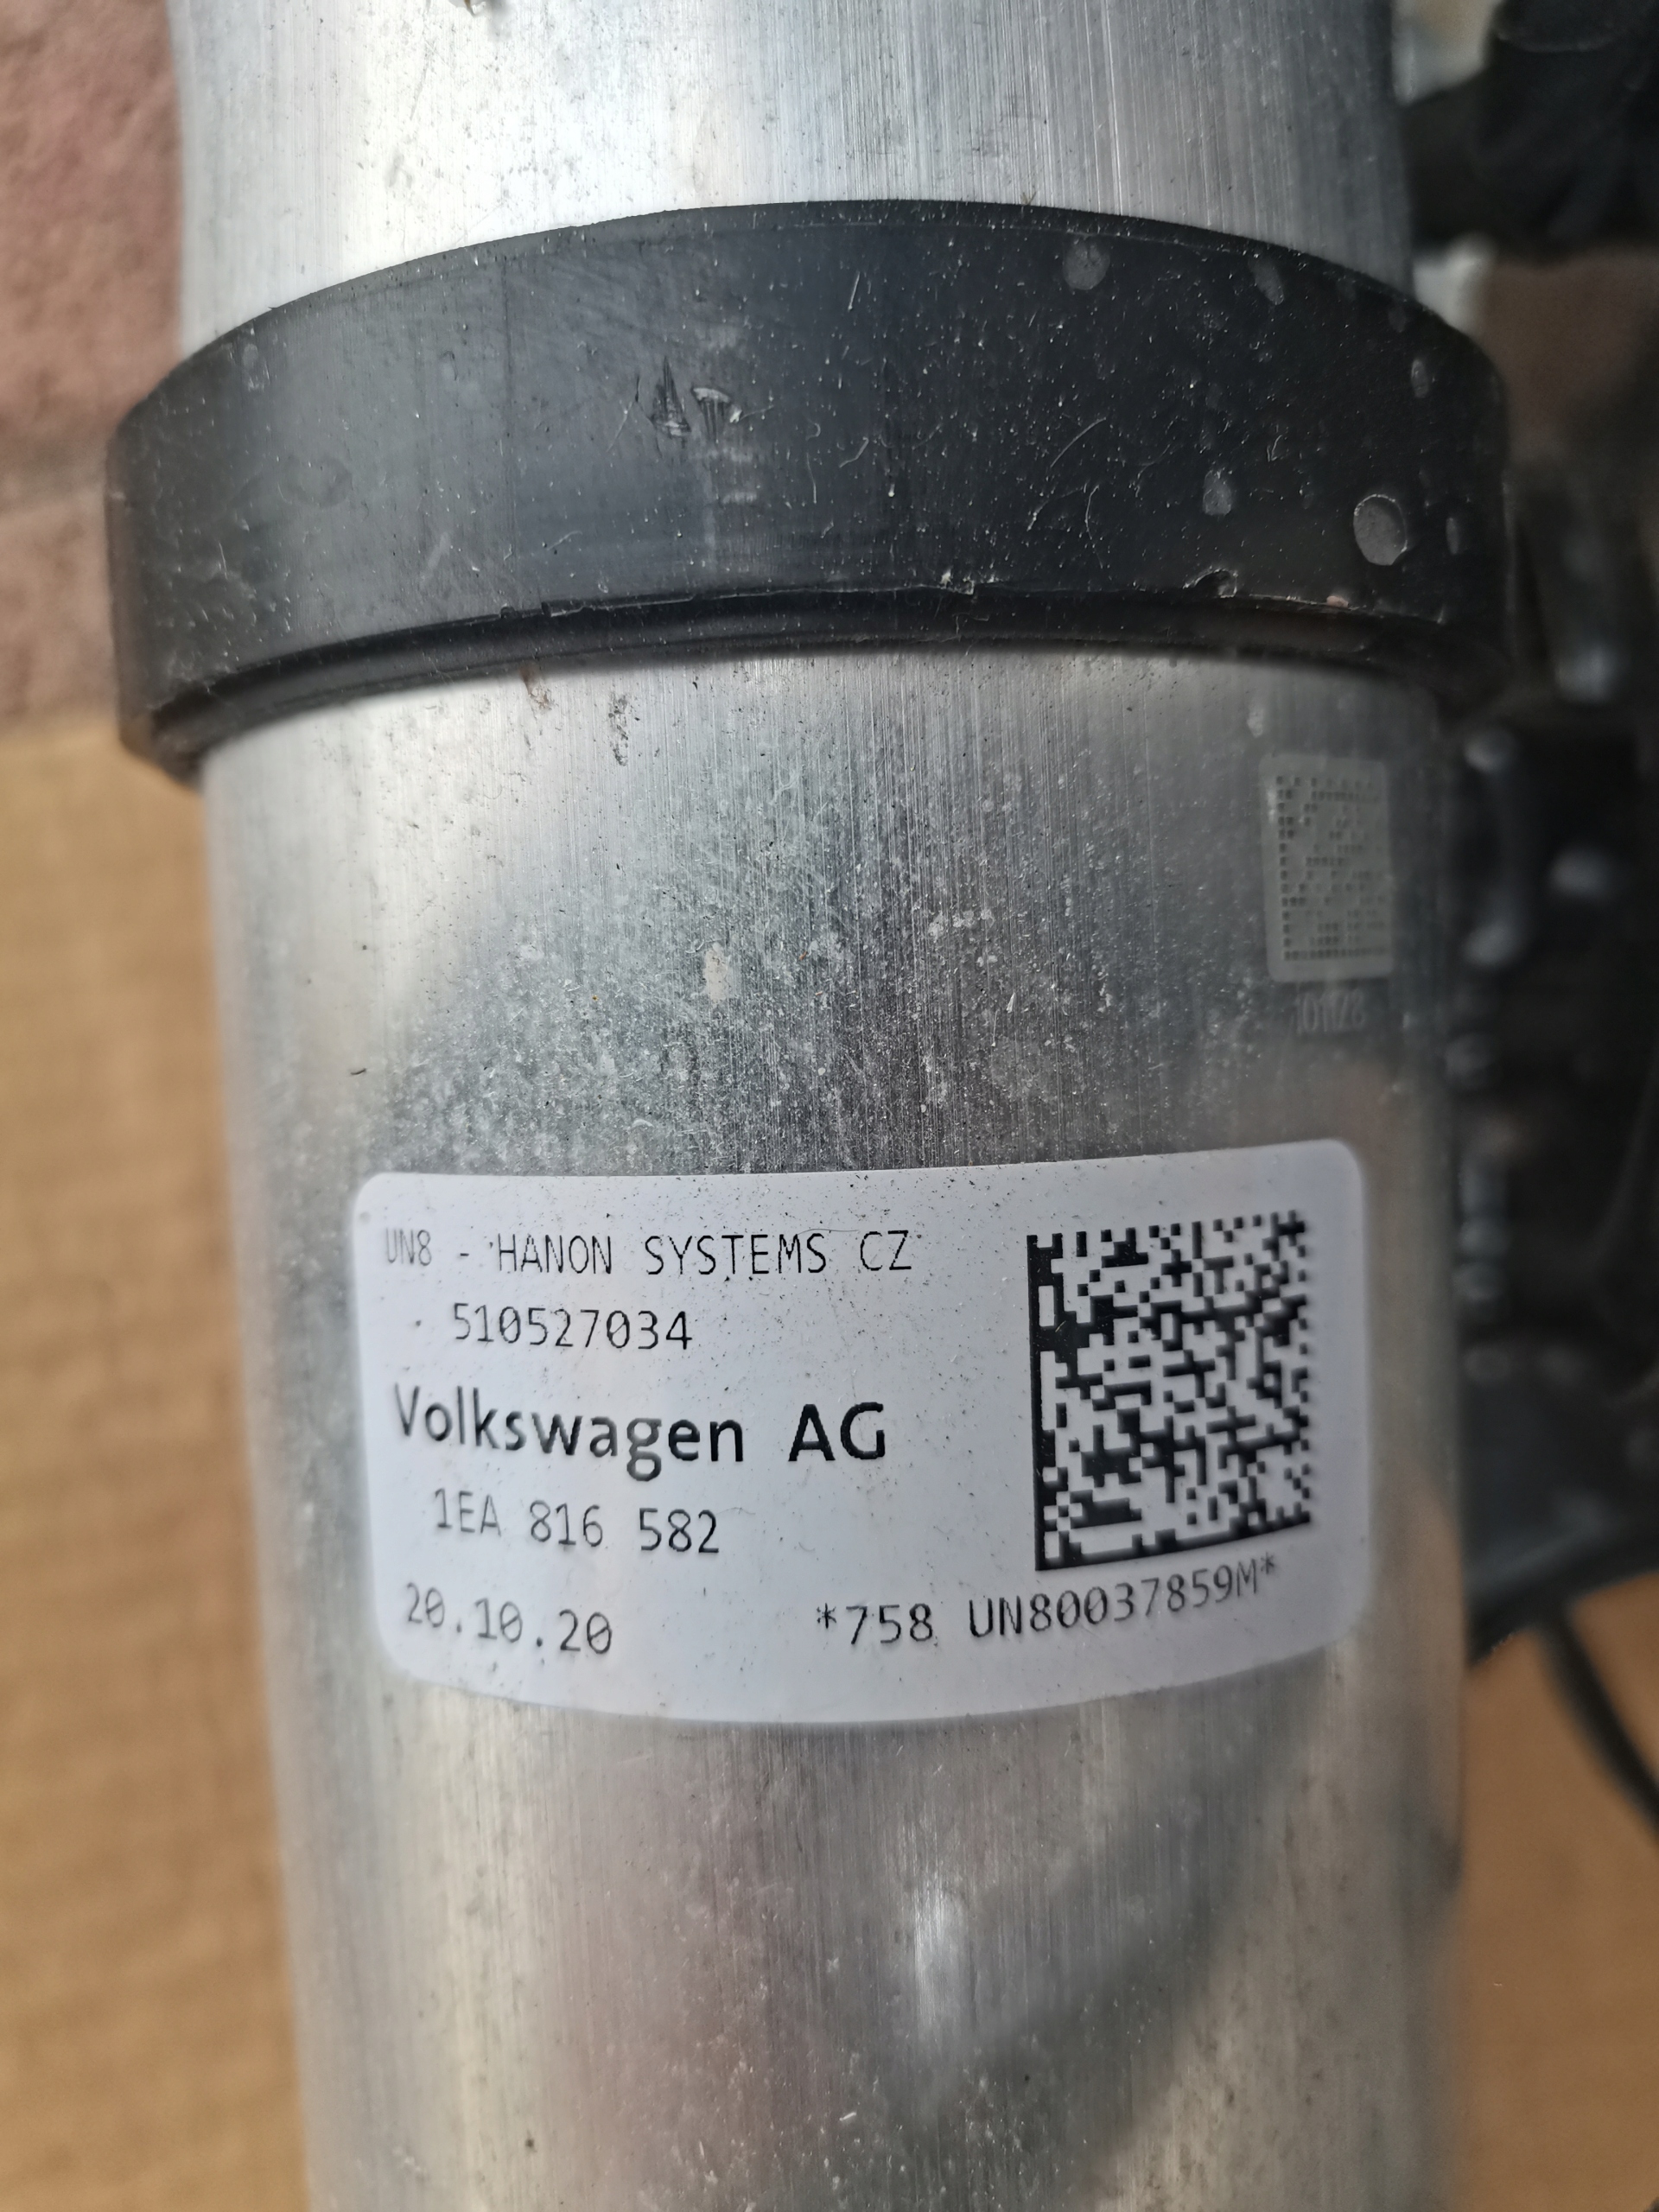 UN8 - HANON SYSTEMS CZ
510527034
Volkswagen AG
1EA 816 582
20.10.20 *758 UN80037859M*